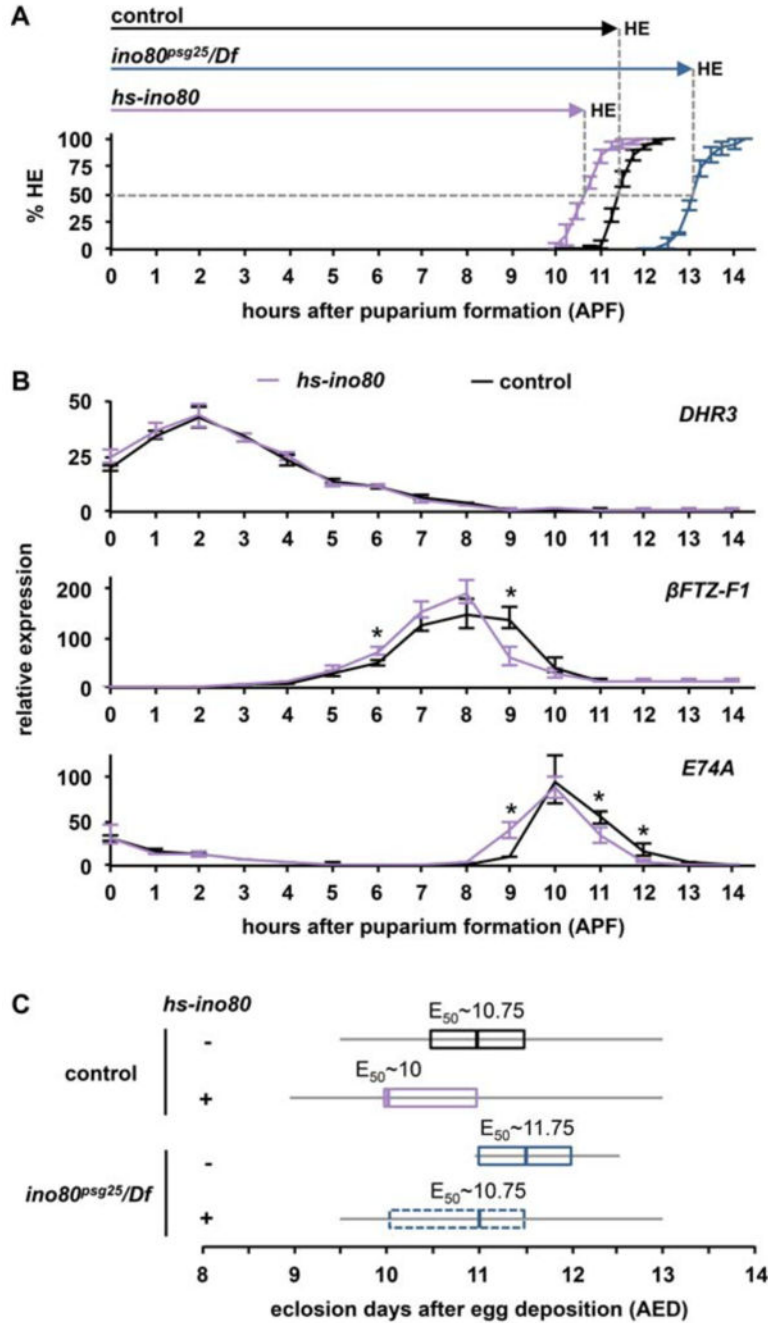 A
control
HE
ino80psg25/Df
HE
hs-ino80
HE
% HE
100
75
50
25
0
0 1 2 3 4 5 6 7 8 9 10 11 12 13 14
hours after puparium formation (APF)
B
hs-ino80 control
relative expression
DHR3
50
25
0
0 1 2 3 4 5 6 7 8 9 10 11 12 13 14
βFTZ-F1
200
100
0
* *
0 1 2 3 4 5 6 7 8 9 10 11 12 13 14
E74A
100
50
0
* * *
0 1 2 3 4 5 6 7 8 9 10 11 12 13 14
hours after puparium formation (APF)
C
hs-ino80
control
-
E50~10.75
+
E50~10
ino80psg25/Df
-
E50~11.75
+
E50~10.75
8 9 10 11 12 13 14
eclosion days after egg deposition (AED)